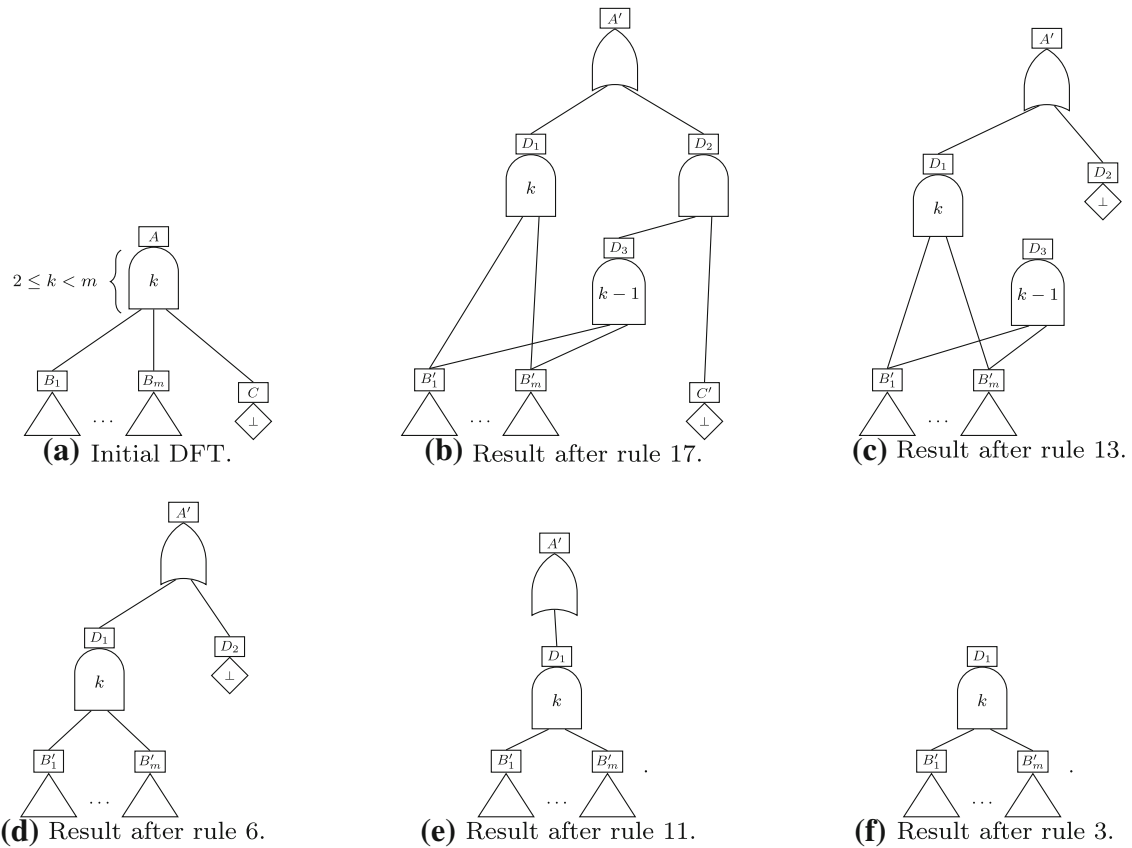 A
k
2 ≤ k < m
B₁ Bₘ C
... ⊥
(a) Initial DFT.
A′
D₁ D₂
k
D₃
k − 1
B′₁ B′ₘ C′
... ⊥
(b) Result after rule 17.
A′
D₁ D₂
k ⊥
D₃
k − 1
B′₁ B′ₘ
...
(c) Result after rule 13.
A′
D₁ D₂
k ⊥
B′₁ B′ₘ
...
(d) Result after rule 6.
A′
D₁
k
B′₁ B′ₘ .
...
(e) Result after rule 11.
D₁
k
B′₁ B′ₘ .
...
(f) Result after rule 3.